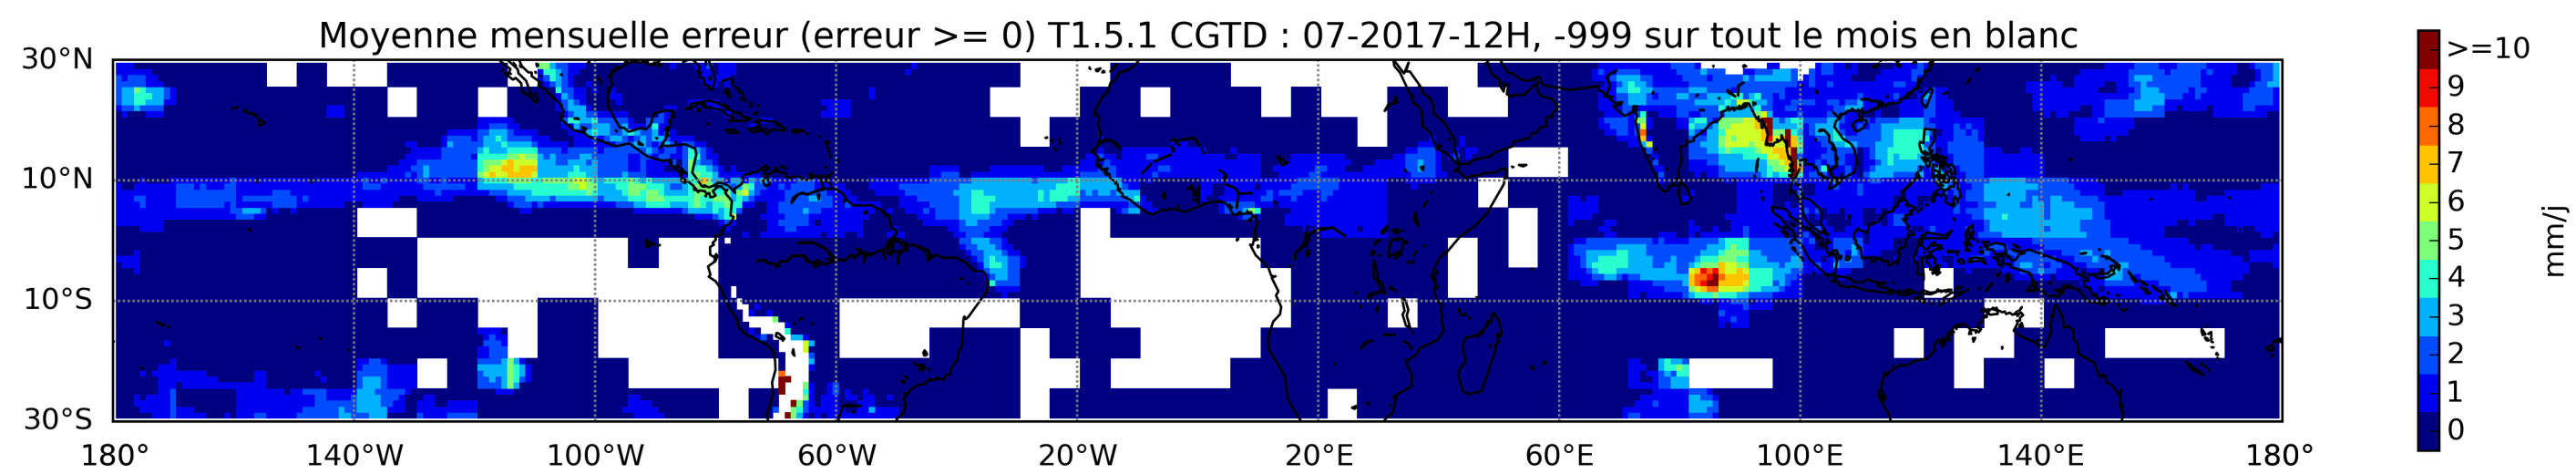 Moyenne mensuelle erreur (erreur >= 0) T1.5.1 CGTD : 07-2017-12H, -999 sur tout le mois en blanc
30°N
10°N
10°S
30°S
180° 140°W 100°W 60°W 20°W 20°E 60°E 100°E 140°E 180°
>=10
9
8
7
6
5
4
3
2
1
0
mm/j